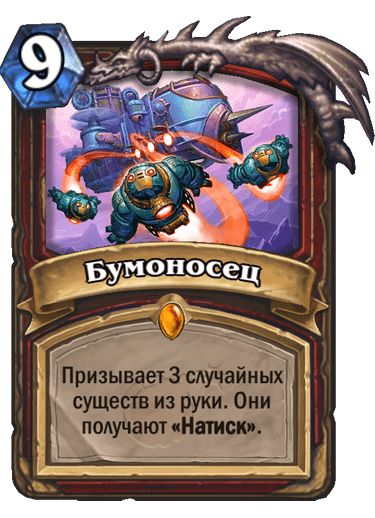 9
Бумоносец
Призывает 3 случайных
существ из руки. Они
получают «Натиск».